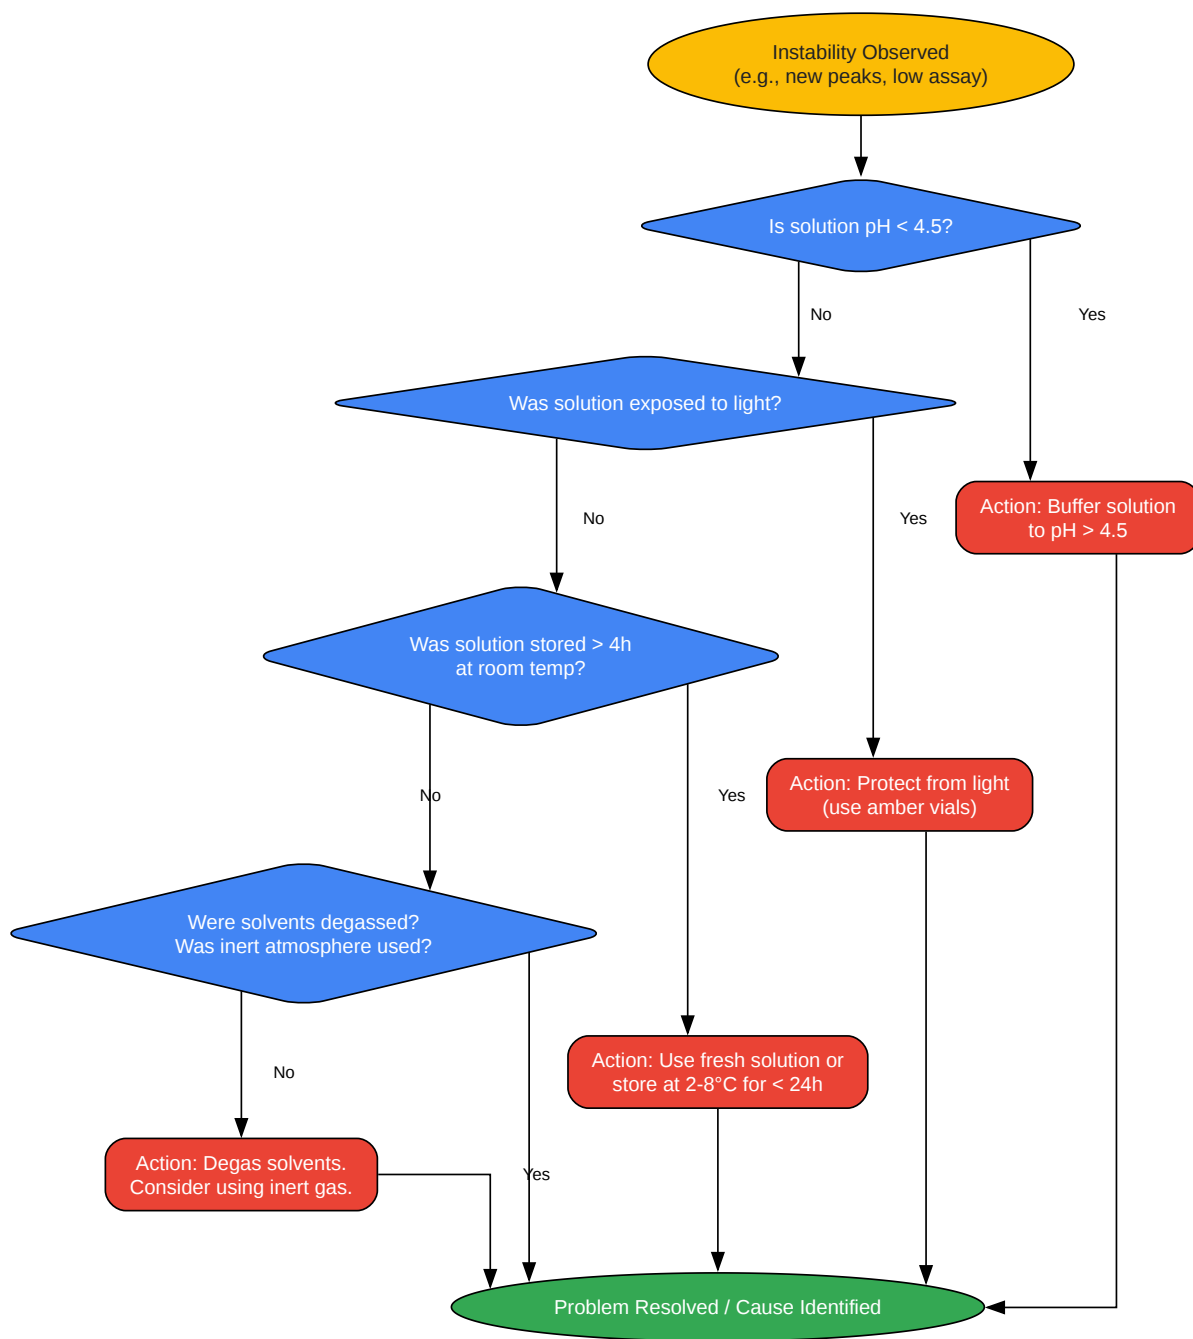 Instability Observed
(e.g., new peaks, low assay)
Is solution pH < 4.5?
No
Yes
Was solution exposed to light?
Action: Buffer solution
to pH > 4.5
No
Yes
Was solution stored > 4h
at room temp?
Action: Protect from light
(use amber vials)
No
Yes
Were solvents degassed?
Was inert atmosphere used?
Action: Use fresh solution or
store at 2-8°C for < 24h
No
Yes
Action: Degas solvents.
Consider using inert gas.
Problem Resolved / Cause Identified